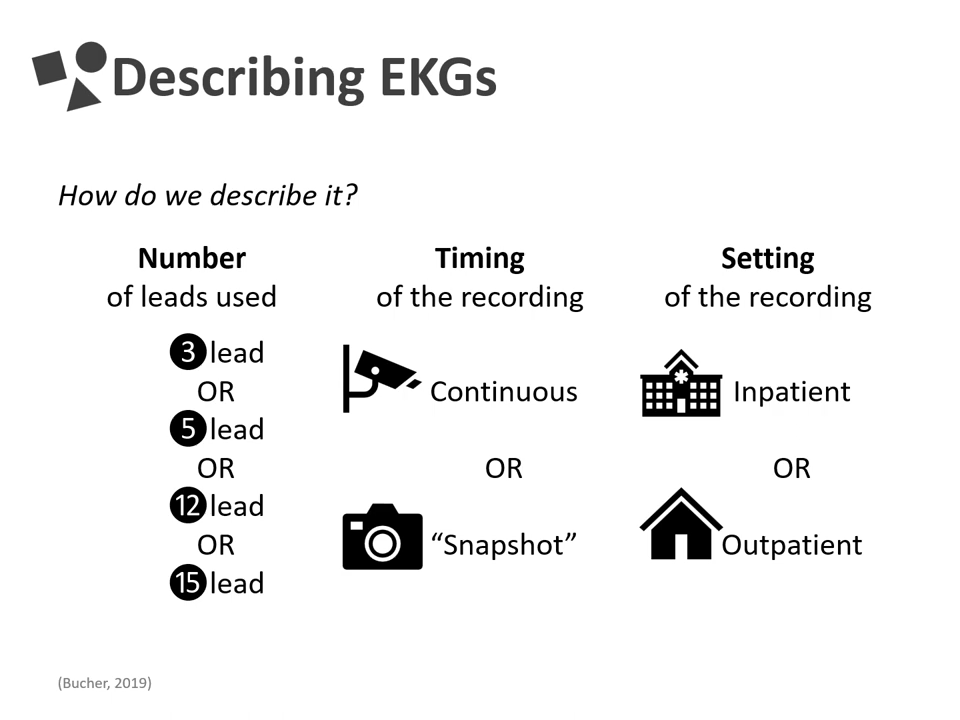 Describing EKGs
How do we describe it?
Number
of leads used
3 lead
OR
5 lead
OR
12 lead
OR
15 lead
Timing
of the recording
Continuous
OR
“Snapshot”
Setting
of the recording
Inpatient
OR
Outpatient
(Bucher, 2019)